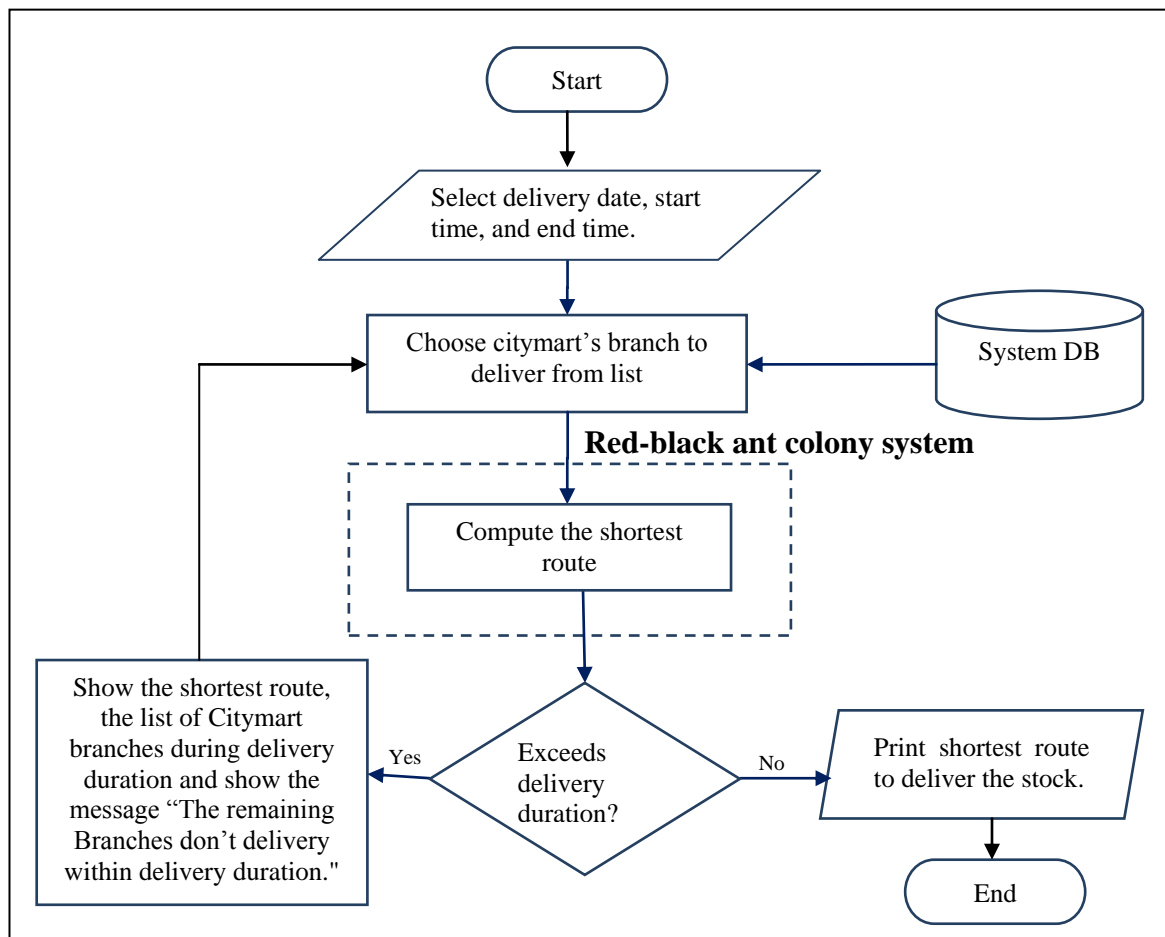 Start
Select delivery date, start
time, and end time.
Choose citymart’s branch to
deliver from list
System DB
Red-black ant colony system
Compute the shortest
route
Show the shortest route,
the list of Citymart
branches during delivery
duration and show the
message “The remaining
Branches don’t delivery
within delivery duration."
Yes
Exceeds
delivery
duration?
No
Print shortest route
to deliver the stock.
End